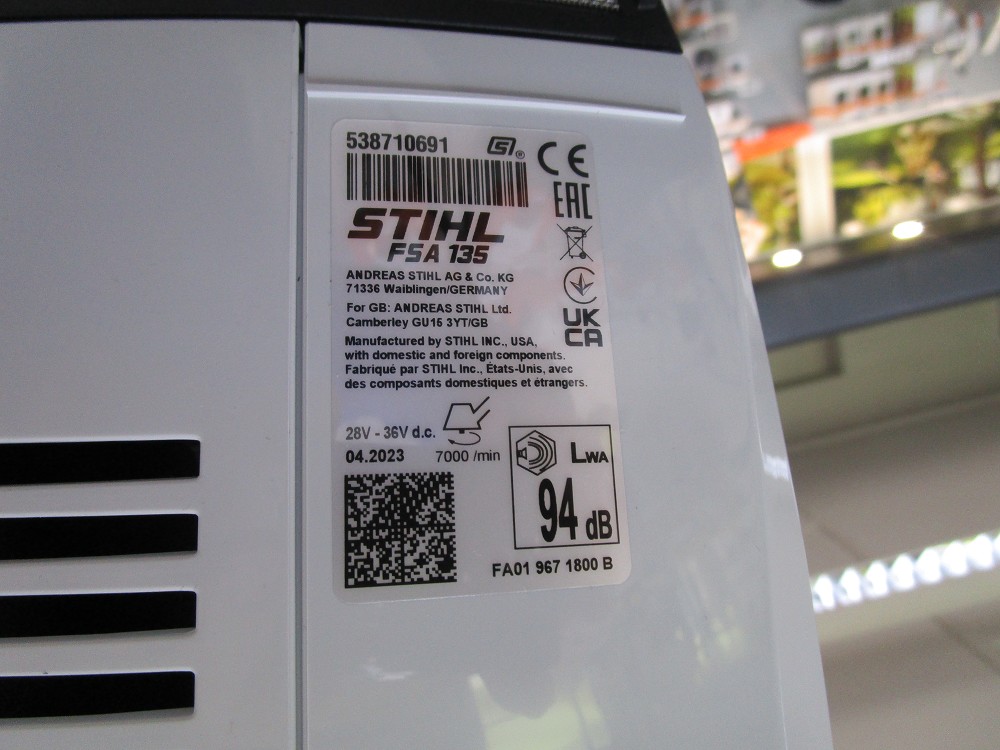 538710691
CE
EAC
STIHL
FSA 135
ANDREAS STIHL AG & Co. KG
71336 Waiblingen/GERMANY
For GB: ANDREAS STIHL Ltd.
Camberley GU15 3YT/GB
UK
CA
Manufactured by STIHL INC., USA,
with domestic and foreign components.
Fabriqué par STIHL Inc., États-Unis, avec
des composants domestiques et étrangers.
28V - 36V d.c.
04.2023 7000 /min
LWA
94 dB
FA01 967 1800 B